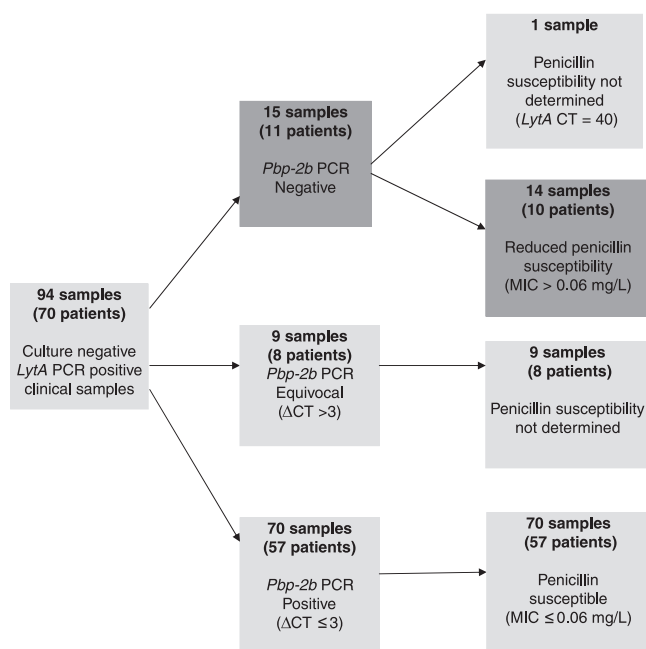 94 samples
(70 patients)
Culture negative
LytA PCR positive
clinical samples
15 samples
(11 patients)
Pbp-2b PCR
Negative
1 sample
Penicillin
susceptibility not
determined
(LytA CT = 40)
14 samples
(10 patients)
Reduced penicillin
susceptibility
(MIC > 0.06 mg/L)
9 samples
(8 patients)
Pbp-2b PCR
Equivocal
(ΔCT >3)
9 samples
(8 patients)
Penicillin susceptibility
not determined
70 samples
(57 patients)
Pbp-2b PCR
Positive
(ΔCT ≤ 3)
70 samples
(57 patients)
Penicillin
susceptible
(MIC ≤ 0.06 mg/L)